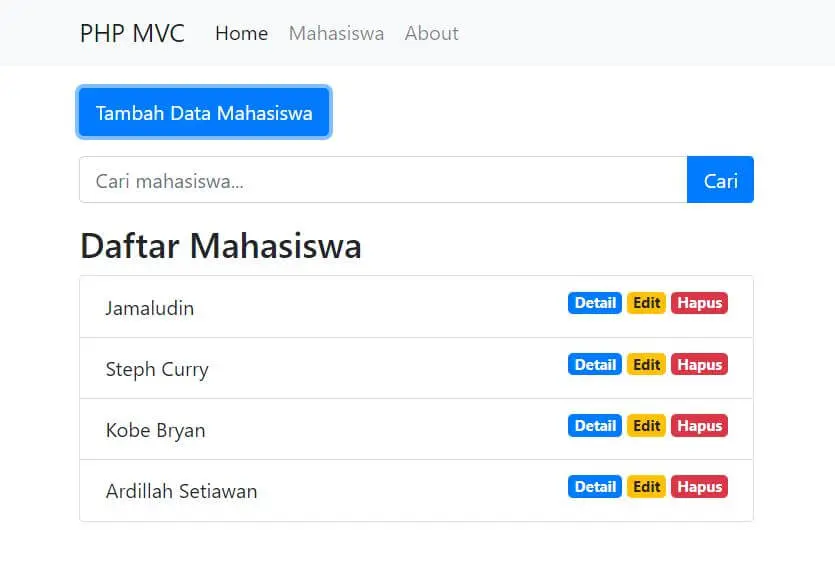 PHP MVC Home Mahasiswa About
Tambah Data Mahasiswa
Cari mahasiswa... Cari
Daftar Mahasiswa
Jamaludin Detail Edit Hapus
Steph Curry Detail Edit Hapus
Kobe Bryan Detail Edit Hapus
Ardillah Setiawan Detail Edit Hapus